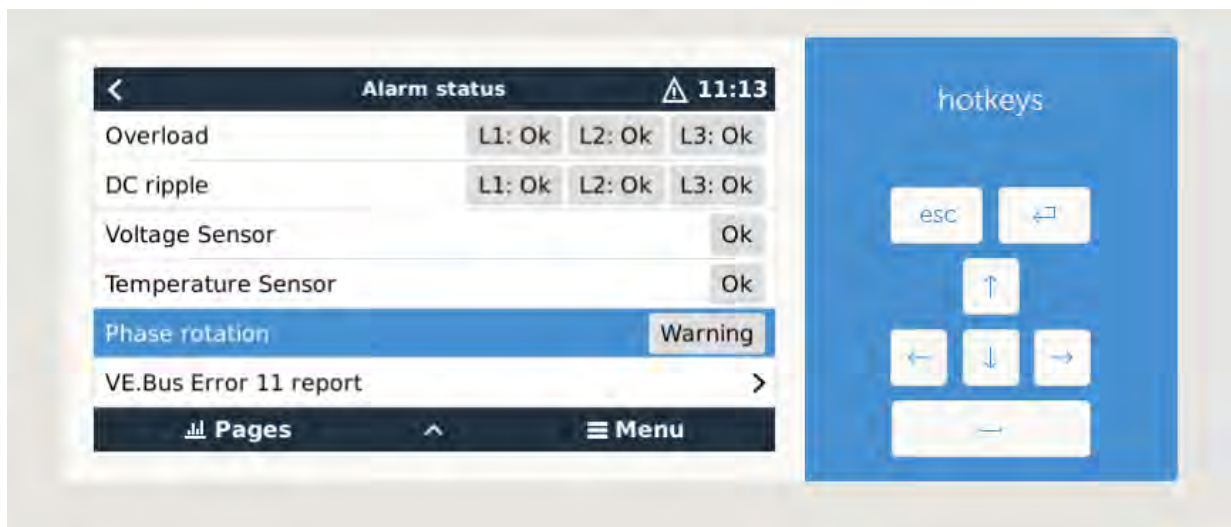 Alarm status 11:13
Overload L1: Ok L2: Ok L3: Ok
DC ripple L1: Ok L2: Ok L3: Ok
Voltage Sensor Ok
Temperature Sensor Ok
Phase rotation Warning
VE.Bus Error 11 report
Pages Menu
hotkeys
esc